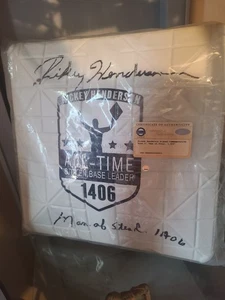 Rickey Henderson
RICKEY HENDERSON
ALL-TIME
STOLEN BASE LEADER
1406
Man of Steal 1406